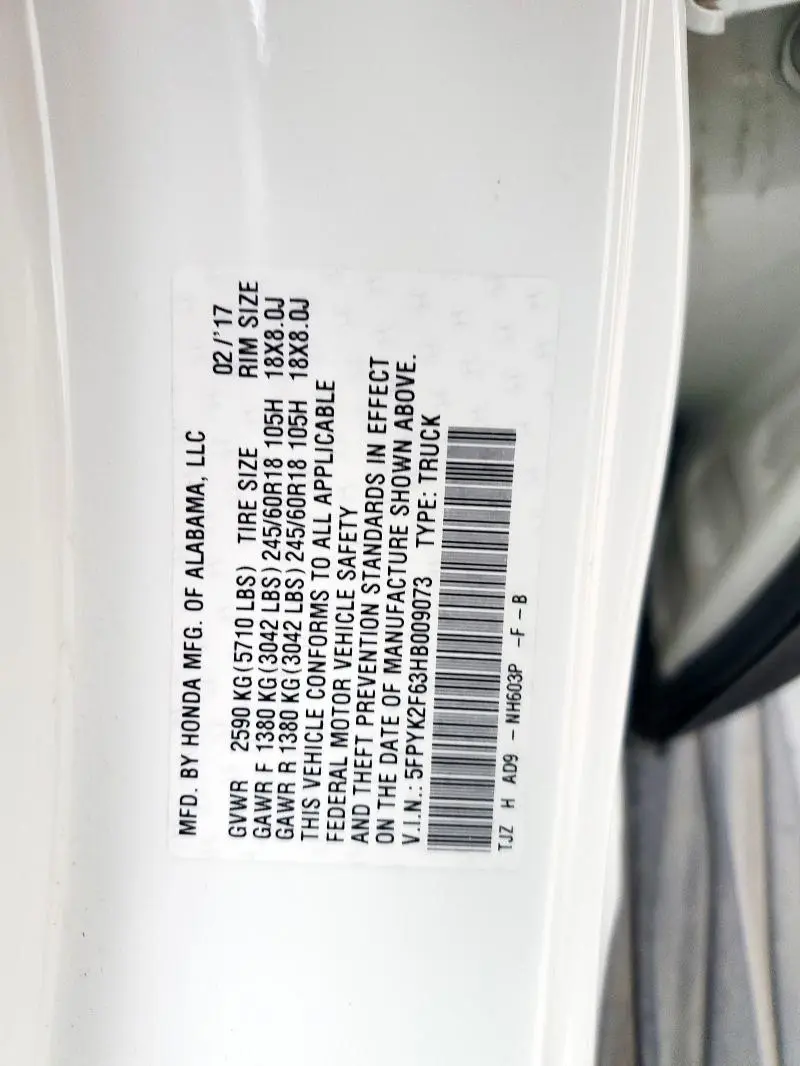 MFD. BY HONDA MFG. OF ALABAMA, LLC 02/'17
GVWR 2590 KG(5710 LBS) TIRE SIZE RIM SIZE
GAWR F 1380 KG(3042 LBS) 245/60R18 105H 18X8.0J
GAWR R 1380 KG(3042 LBS) 245/60R18 105H 18X8.0J
THIS VEHICLE CONFORMS TO ALL APPLICABLE
FEDERAL MOTOR VEHICLE SAFETY
AND THEFT PREVENTION STANDARDS IN EFFECT
ON THE DATE OF MANUFACTURE SHOWN ABOVE.
V.I.N.: 5FPYK2F63HB009073 TYPE: TRUCK
TJZ H AD9 - NH603P -F-B